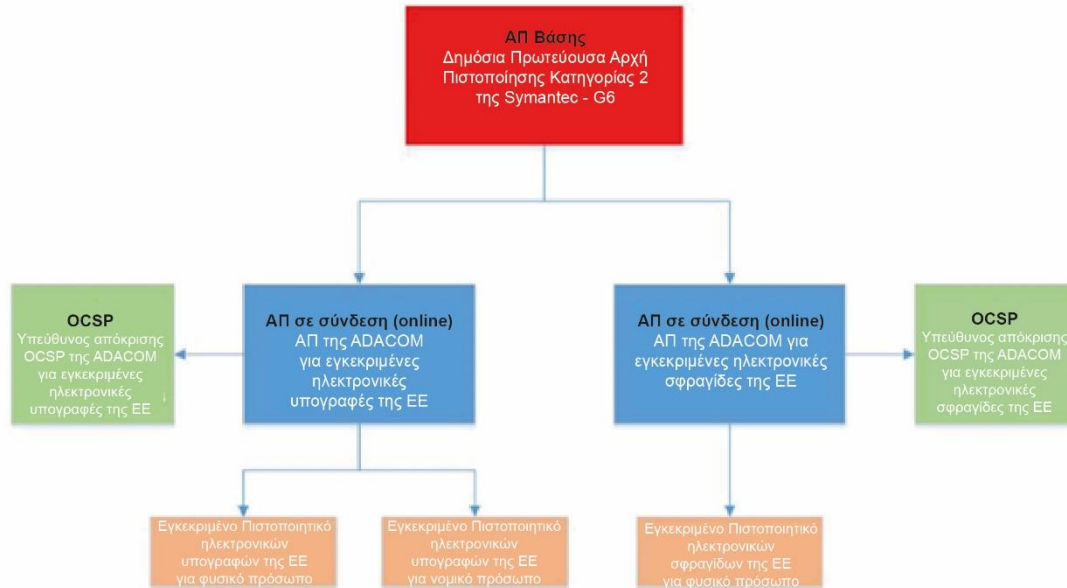 ΑΠ Βάσης
Δημόσια Πρωτεύουσα Αρχή
Πιστοποίησης Κατηγορίας 2
της Symantec - G6
OCSP
Υπεύθυνος απόκρισης
OCSP της ADACOM
για εγκεκριμένες
ηλεκτρονικές
υπογραφές της ΕΕ
ΑΠ σε σύνδεση (online)
ΑΠ της ADACOM
για εγκεκριμένες
ηλεκτρονικές
υπογραφές της ΕΕ
ΑΠ σε σύνδεση (online)
ΑΠ της ADACOM για
εγκεκριμένες ηλεκτρονικές
σφραγίδες της ΕΕ
OCSP
Υπεύθυνος απόκρισης
OCSP της ADACOM
για εγκεκριμένες
ηλεκτρονικές
σφραγίδες της ΕΕ
Εγκεκριμένο Πιστοποιητικό
ηλεκτρονικών
υπογραφών της ΕΕ
για φυσικό πρόσωπο
Εγκεκριμένο Πιστοποιητικό
ηλεκτρονικών
υπογραφών της ΕΕ
για νομικό πρόσωπο
Εγκεκριμένο Πιστοποιητικό
ηλεκτρονικών
σφραγίδων της ΕΕ
για φυσικό πρόσωπο